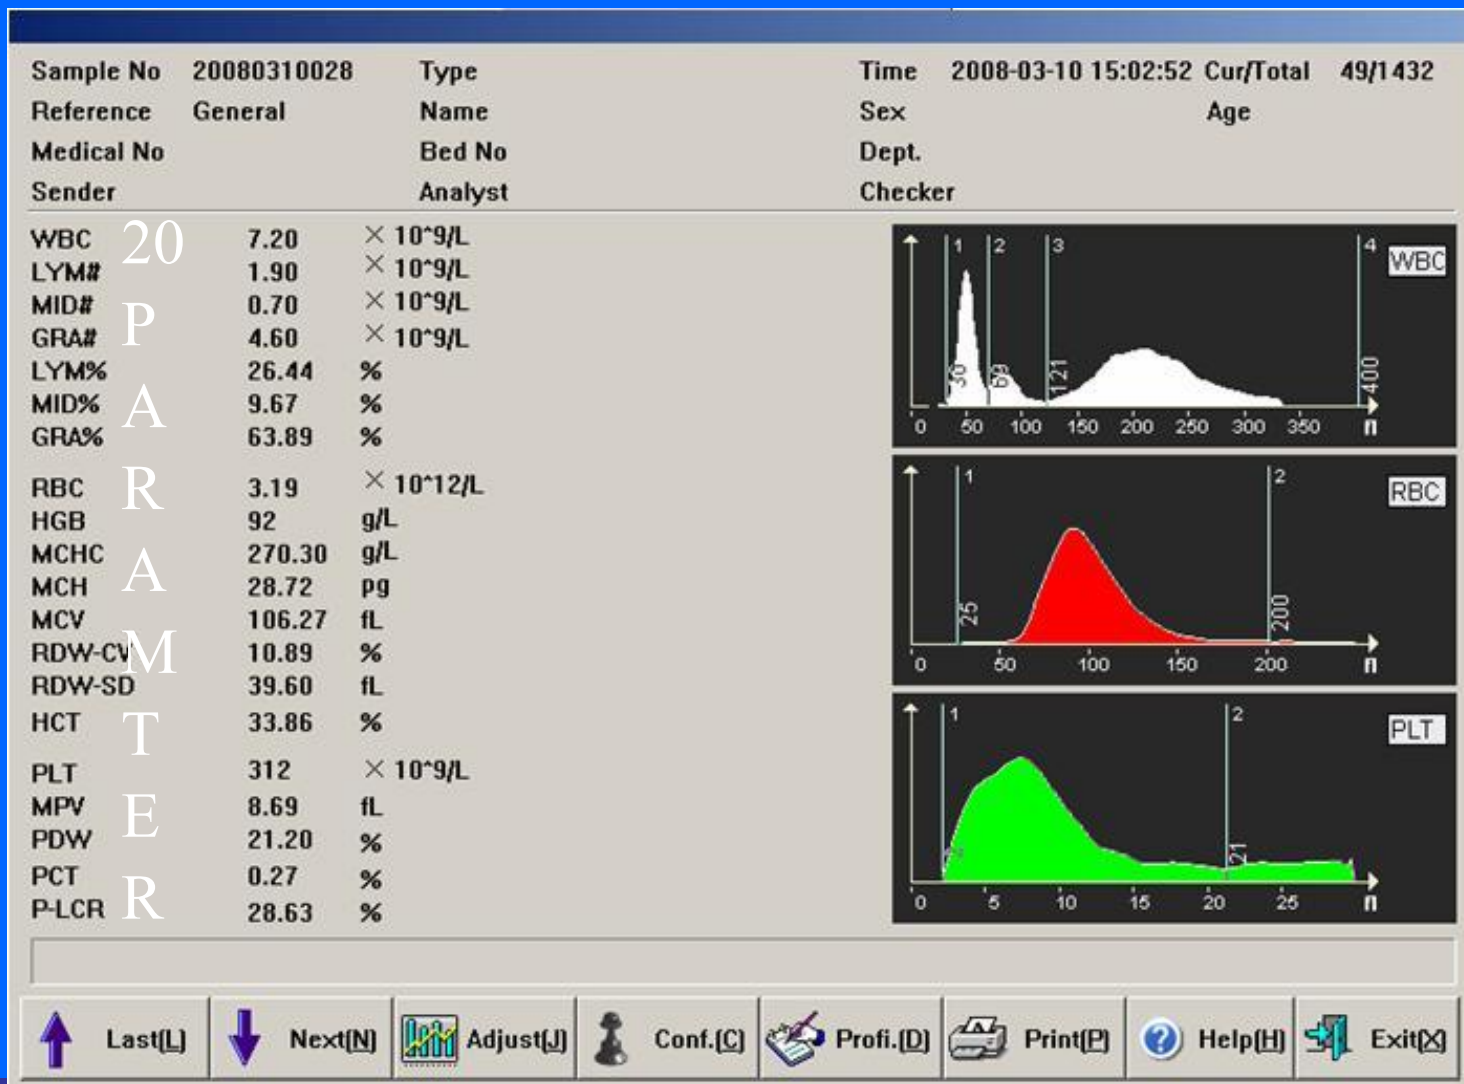 Sample No 20080310028 Type Time 2008-03-10 15:02:52 Cur/Total 49/1432
Reference General Name Sex Age
Medical No Bed No Dept.
Sender Analyst Checker
20
P
A
R
A
M
T
E
R
WBC 7.20 × 10^9/L
LYM# 1.90 × 10^9/L
MID# 0.70 × 10^9/L
GRA# 4.60 × 10^9/L
LYM% 26.44 %
MID% 9.67 %
GRA% 63.89 %
RBC 3.19 × 10^12/L
HGB 92 g/L
MCHC 270.30 g/L
MCH 28.72 pg
MCV 106.27 fL
RDW-CV 10.89 %
RDW-SD 39.60 fL
HCT 33.86 %
PLT 312 × 10^9/L
MPV 8.69 fL
PDW 21.20 %
PCT 0.27 %
P-LCR 28.63 %
1 2 3 4 WBC
30 69 121 400
0 50 100 150 200 250 300 350 fl
1 2 RBC
25 200
0 50 100 150 200 fl
1 2 PLT
2 21
0 5 10 15 20 25 fl
Last(L) Next(N) Adjust(J) Conf.(C) Profi.(D) Print(P) Help(H) Exit(X)